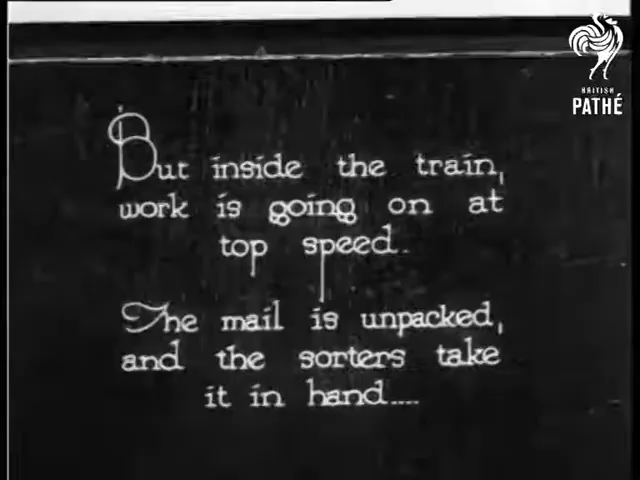 BRITISH
PATHÉ
But inside the train,
work is going on at
top speed..
The mail is unpacked,
and the sorters take
it in hand....